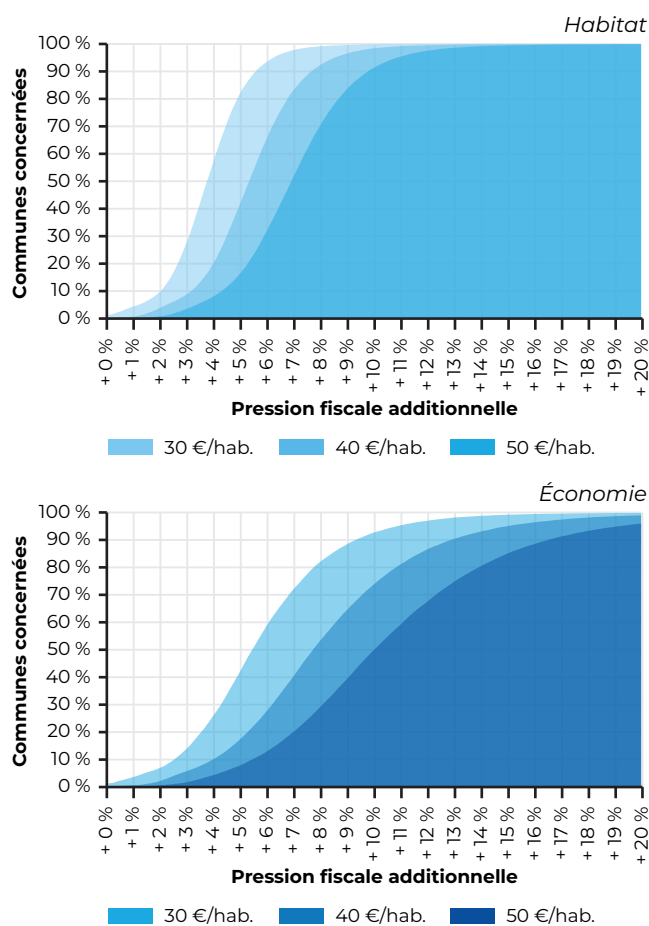 Habitat
Communes concernées
100 %
90 %
80 %
70 %
60 %
50 %
40 %
30 %
20 %
10 %
0 %
+ 0 %
+ 1 %
+ 2 %
+ 3 %
+ 4 %
+ 5 %
+ 6 %
+ 7 %
+ 8 %
+ 9 %
+ 10 %
+ 11 %
+ 12 %
+ 13 %
+ 14 %
+ 15 %
+ 16 %
+ 17 %
+ 18 %
+ 19 %
+ 20 %
Pression fiscale additionnelle
30 €/hab. 40 €/hab. 50 €/hab.
Économie
Communes concernées
100 %
90 %
80 %
70 %
60 %
50 %
40 %
30 %
20 %
10 %
0 %
+ 0 %
+ 1 %
+ 2 %
+ 3 %
+ 4 %
+ 5 %
+ 6 %
+ 7 %
+ 8 %
+ 9 %
+ 10 %
+ 11 %
+ 12 %
+ 13 %
+ 14 %
+ 15 %
+ 16 %
+ 17 %
+ 18 %
+ 19 %
+ 20 %
Pression fiscale additionnelle
30 €/hab. 40 €/hab. 50 €/hab.